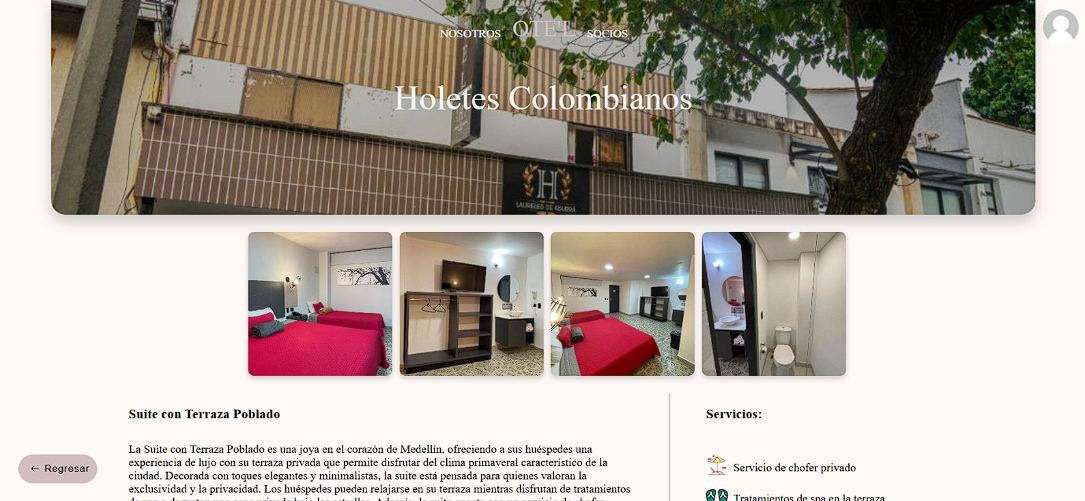 NOSOTROS OTEL SOCIOS
Holetes Colombianos
H
LAURELES DE ABURRÁ
Suite con Terraza Poblado
Servicios:
La Suite con Terraza Poblado es una joya en el corazón de Medellín, ofreciendo a sus huéspedes una
experiencia de lujo con su terraza privada que permite disfrutar del clima primaveral característico de la
ciudad. Decorada con toques elegantes y minimalistas, la suite está pensada para quienes valoran la
exclusividad y la privacidad. Los huéspedes pueden relajarse en su terraza mientras disfrutan de tratamientos
← Regresar
Servicio de chofer privado
Tratamientos de spa en la terraza